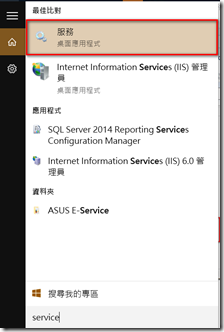 最佳比對
服務
桌面應用程式
Internet Information Services (IIS) 管理
員
桌面應用程式
應用程式
SQL Server 2014 Reporting Services
Configuration Manager
Internet Information Services (IIS) 6.0 管
理員
資料夾
ASUS E-Service
搜尋我的專區
service